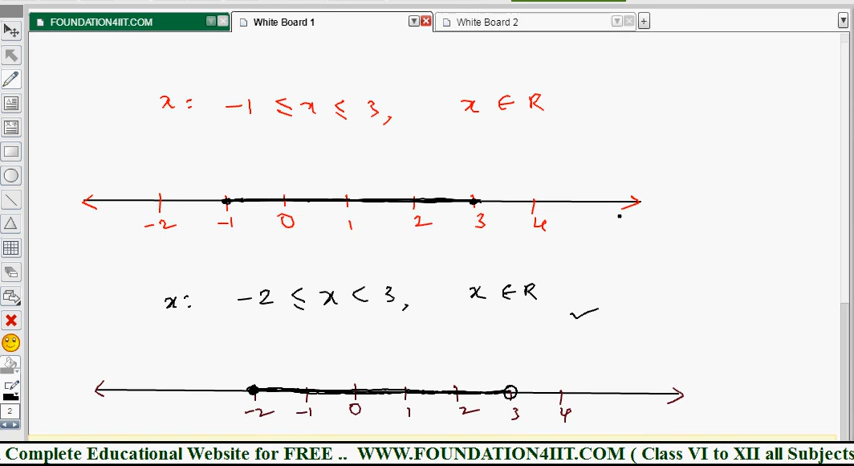 FOUNDATION4IIT.COM
White Board 1
White Board 2
x: -1 ≤ x ≤ 3, x ∈ R
-2 -1 0 1 2 3 4
x: -2 ≤ x < 3, x ∈ R
-2 -1 0 1 2 3 4
2
Complete Educational Website for FREE .. WWW.FOUNDATION4IIT.COM ( Class VI to XII all Subjects